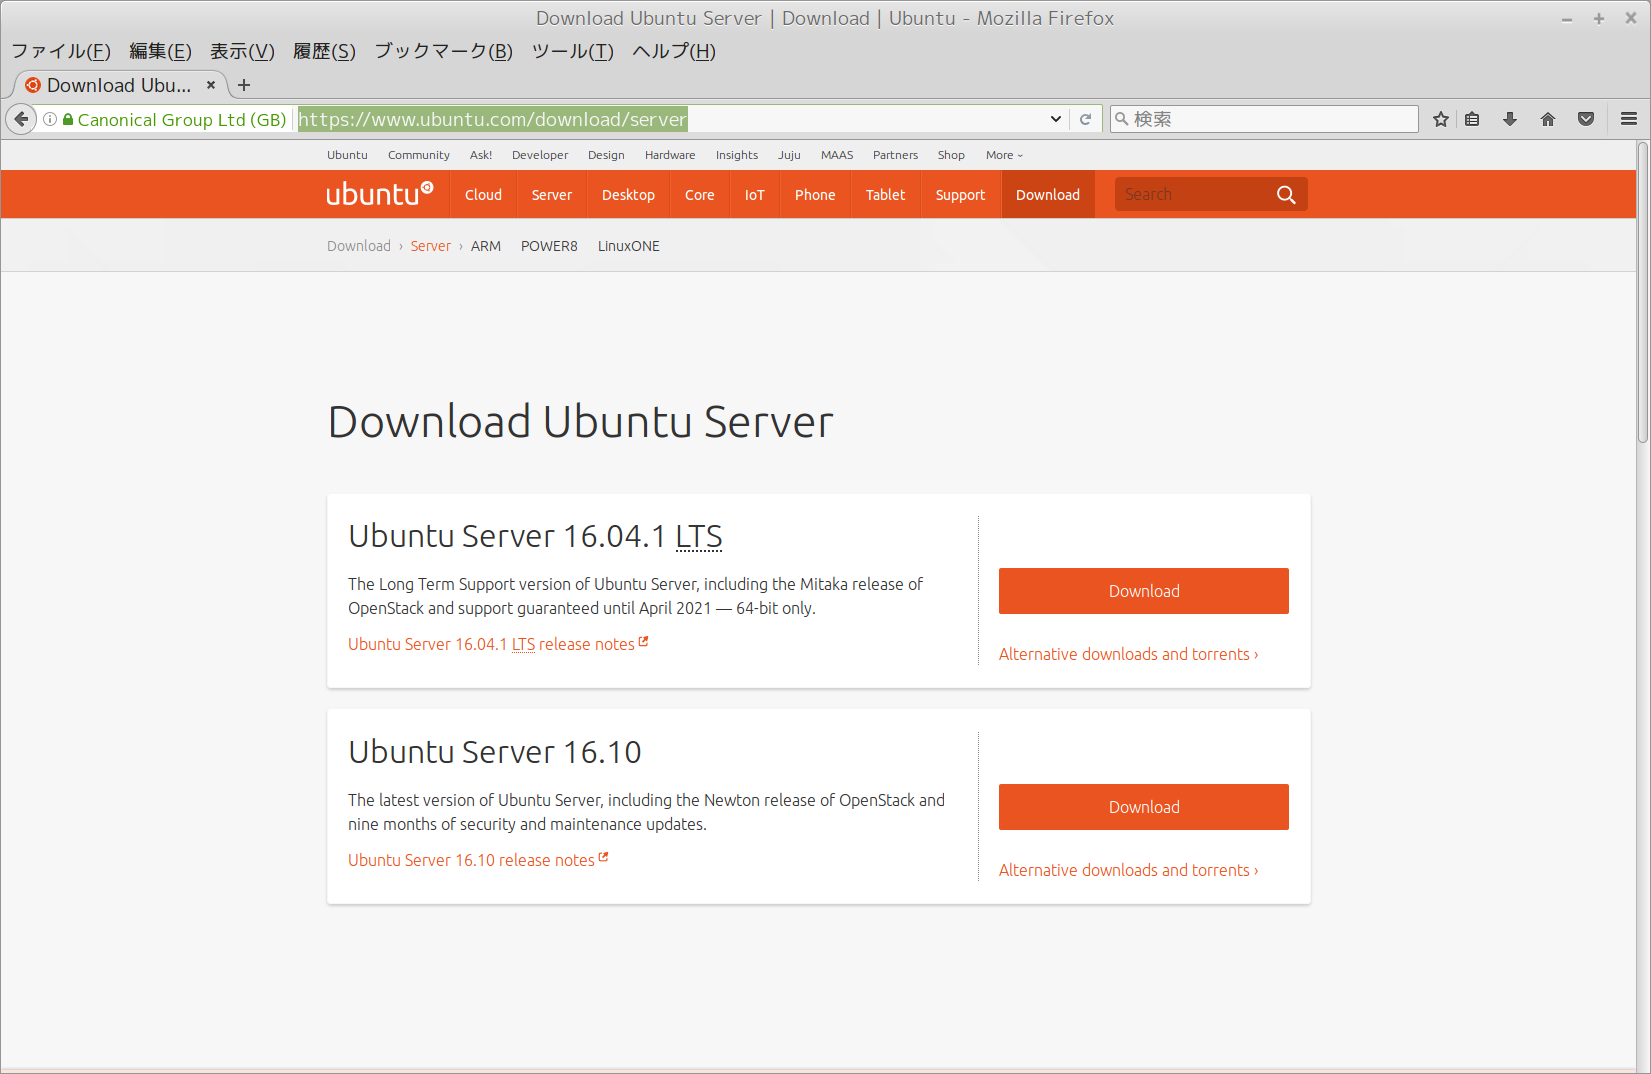 Download Ubuntu Server | Download | Ubuntu - Mozilla Firefox
ファイル(F) 編集(E) 表示(V) 履歴(S) ブックマーク(B) ツール(T) ヘルプ(H)
Download Ubu...
Canonical Group Ltd (GB) https://www.ubuntu.com/download/server 検索
Ubuntu Community Ask! Developer Design Hardware Insights Juju MAAS Partners Shop More
ubuntu Cloud Server Desktop Core IoT Phone Tablet Support Download Search
Download › Server › ARM POWER8 LinuxONE
Download Ubuntu Server
Ubuntu Server 16.04.1 LTS
The Long Term Support version of Ubuntu Server, including the Mitaka release of
OpenStack and support guaranteed until April 2021 — 64-bit only.
Ubuntu Server 16.04.1 LTS release notes
Download
Alternative downloads and torrents ›
Ubuntu Server 16.10
The latest version of Ubuntu Server, including the Newton release of OpenStack and
nine months of security and maintenance updates.
Ubuntu Server 16.10 release notes
Download
Alternative downloads and torrents ›